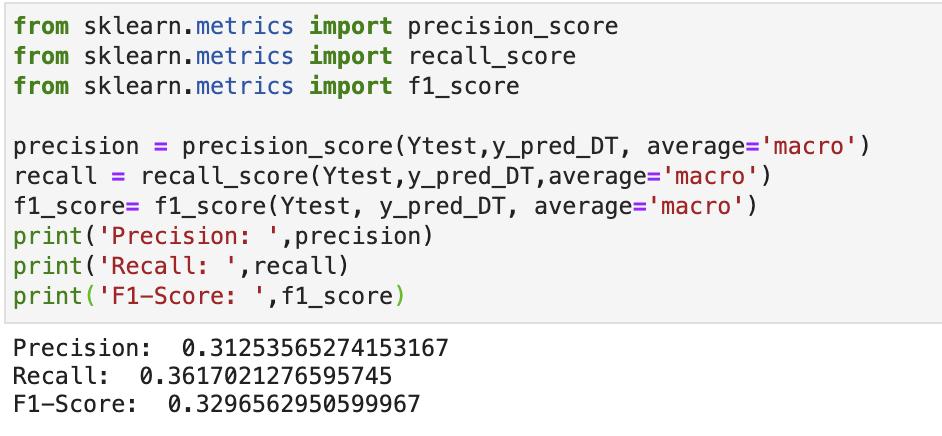 from sklearn.metrics import precision_score
from sklearn.metrics import recall_score
from sklearn.metrics import f1_score
precision = precision_score(Ytest,y_pred_DT, average='macro')
recall = recall_score(Ytest,y_pred_DT,average='macro')
f1_score= f1_score(Ytest, y_pred_DT, average='macro')
print('Precision: ',precision)
print('Recall: ',recall)
print('F1-Score: ',f1_score)
Precision:  0.31253565274153167
Recall:  0.3617021276595745
F1-Score:  0.3296562950599967